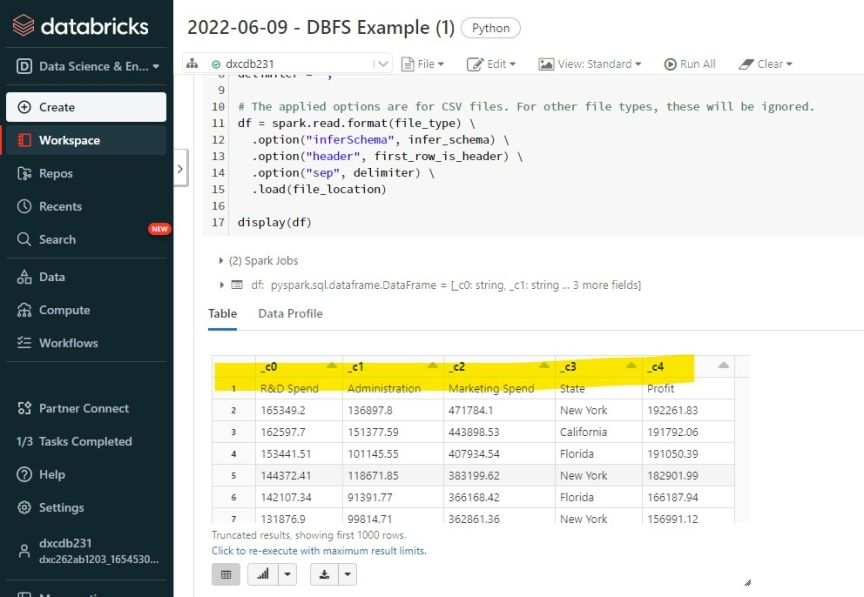 databricks
Data Science & En...
Create
Workspace
Repos
Recents
Search
NEW
Data
Compute
Workflows
Partner Connect
1/3 Tasks Completed
Help
Settings
dxcdb231
dxc262ab1203_1654530...
2022-06-09 - DBFS Example (1) Python
dxcdb231 File Edit View: Standard Run All Clear
9
10 # The applied options are for CSV files. For other file types, these will be ignored.
11 df = spark.read.format(file_type) \
12 .option("inferSchema", infer_schema) \
13 .option("header", first_row_is_header) \
14 .option("sep", delimiter) \
15 .load(file_location)
16
17 display(df)
(2) Spark Jobs
df: pyspark.sql.dataframe.DataFrame = [_c0: string, _c1: string ... 3 more fields]
Table Data Profile
_c0 _c1 _c2 _c3 _c4
1 R&D Spend Administration Marketing Spend State Profit
2 165349.2 136897.8 471784.1 New York 192261.83
3 162597.7 151377.59 443898.53 California 191792.06
4 153441.51 101145.55 407934.54 Florida 191050.39
5 144372.41 118671.85 383199.62 New York 182901.99
6 142107.34 91391.77 366168.42 Florida 166187.94
7 131876.9 99814.71 362861.36 New York 156991.12
Truncated results, showing first 1000 rows.
Click to re-execute with maximum result limits.